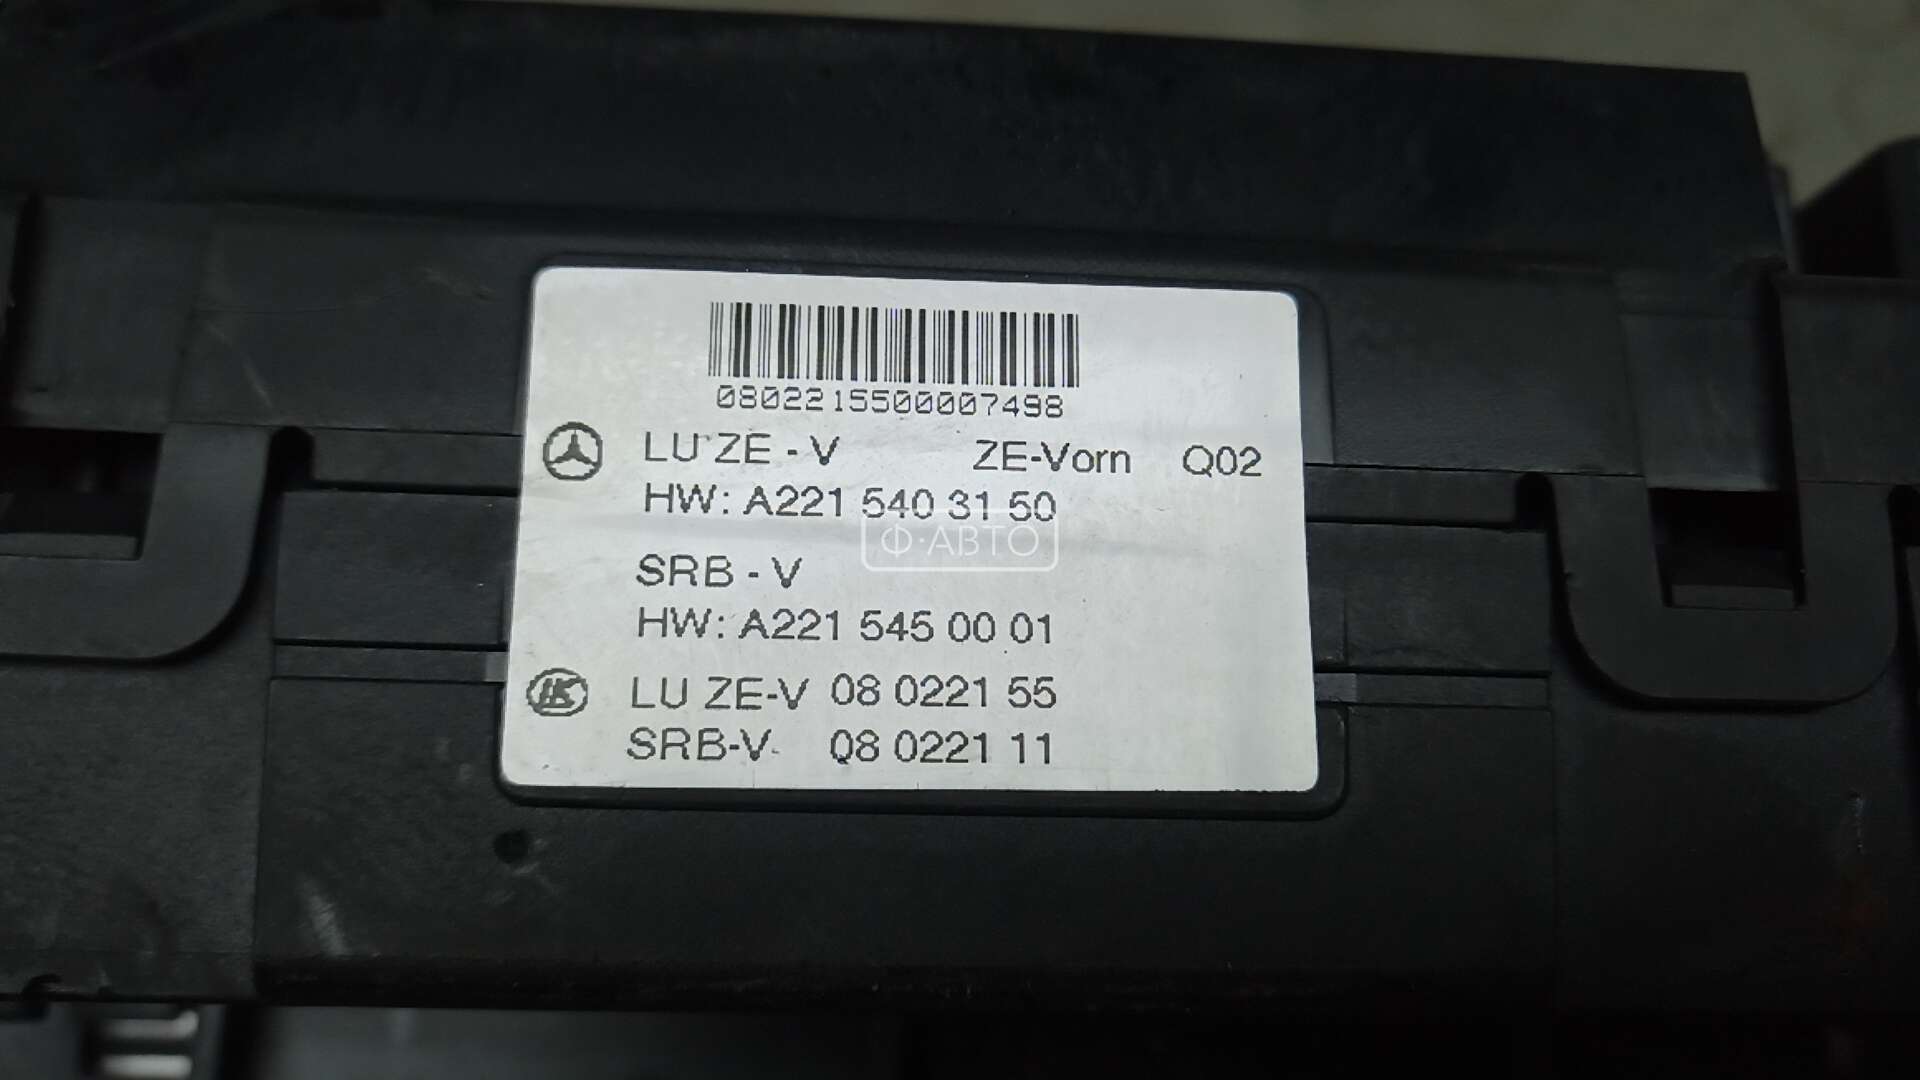 0802215500007498
LU ZE - V ZE-Vorn Q02
HW: A221 540 31 50
Ф·АВТО
SRB - V
HW: A221 545 00 01
LU ZE-V 08 0221 55
SRB-V 08 0221 11